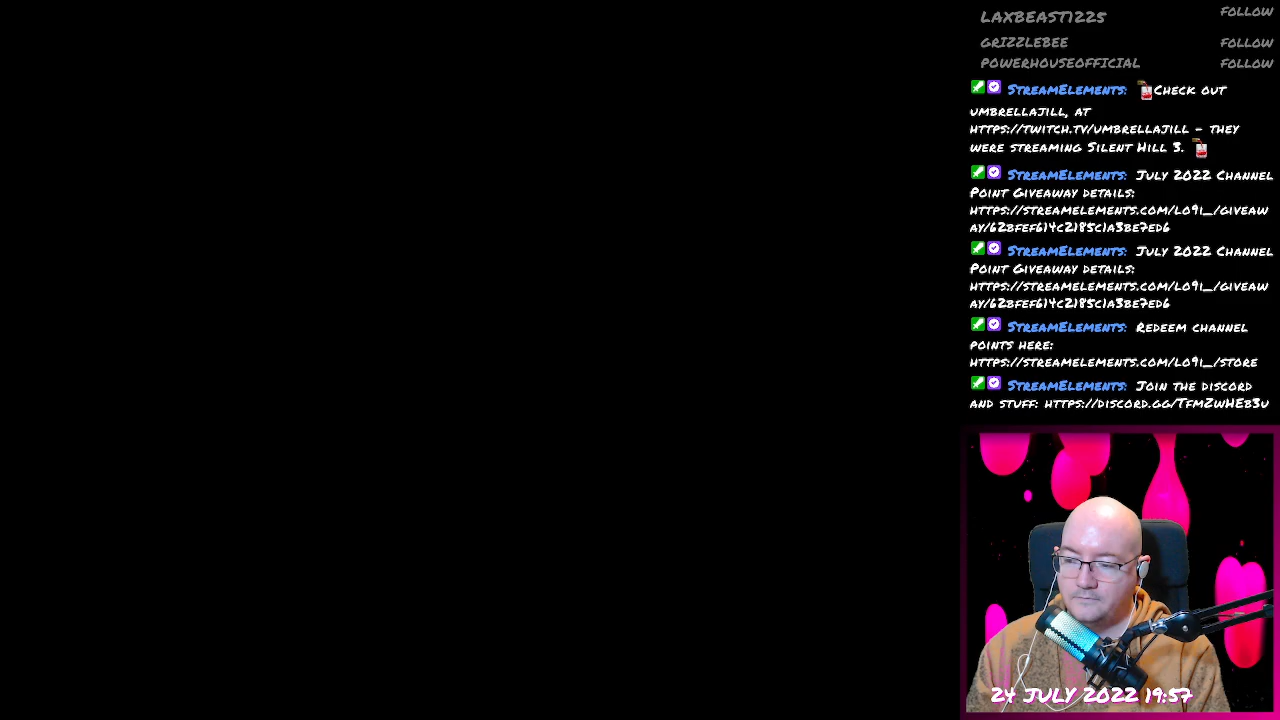 LAXBEAST1225 FOLLOW
GRIZZLEBEE FOLLOW
POWERHOUSEOFFICIAL FOLLOW
StreamElements: Check out
umbrellajill, at
https://twitch.tv/umbrellajill - they
were streaming Silent Hill 3.
StreamElements: July 2022 Channel
Point Giveaway details:
https://streamelements.com/lo9i_/giveaw
ay/62bfef614c2185c1a3be7ed6
StreamElements: July 2022 Channel
Point Giveaway details:
https://streamelements.com/lo9i_/giveaw
ay/62bfef614c2185c1a3be7ed6
StreamElements: Redeem channel
points here:
https://streamelements.com/lo9i_/store
StreamElements: Join the discord
and stuff: https://discord.gg/TfmZwHEb3u
24 JULY 2022 19:57